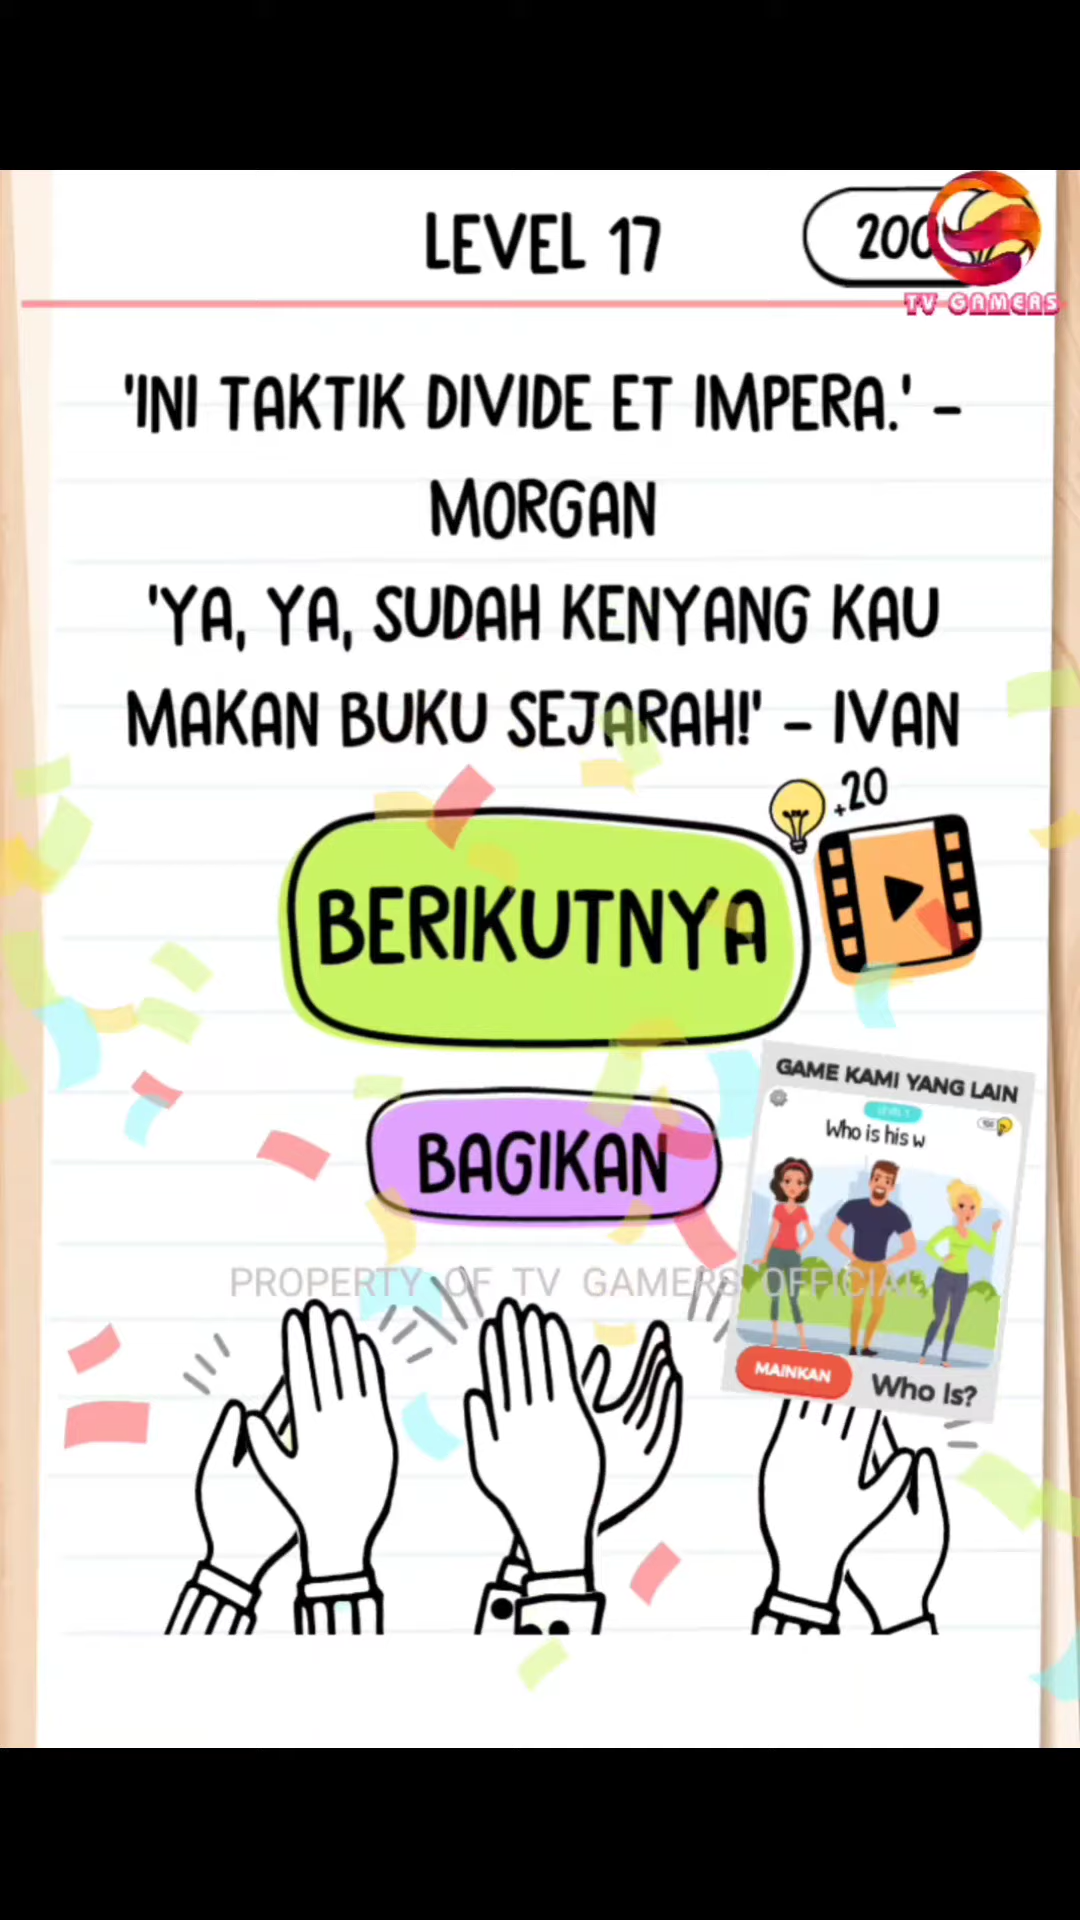 LEVEL 17
200
TV GAMERS
'INI TAKTIK DIVIDE ET IMPERA.' –
MORGAN
'YA, YA, SUDAH KENYANG KAU
MAKAN BUKU SEJARAH!' – IVAN
+20
BERIKUTNYA
GAME KAMI YANG LAIN
Who is his w
BAGIKAN
PROPERTY OF TV GAMERS OFFICIAL
MAINKAN
Who Is?